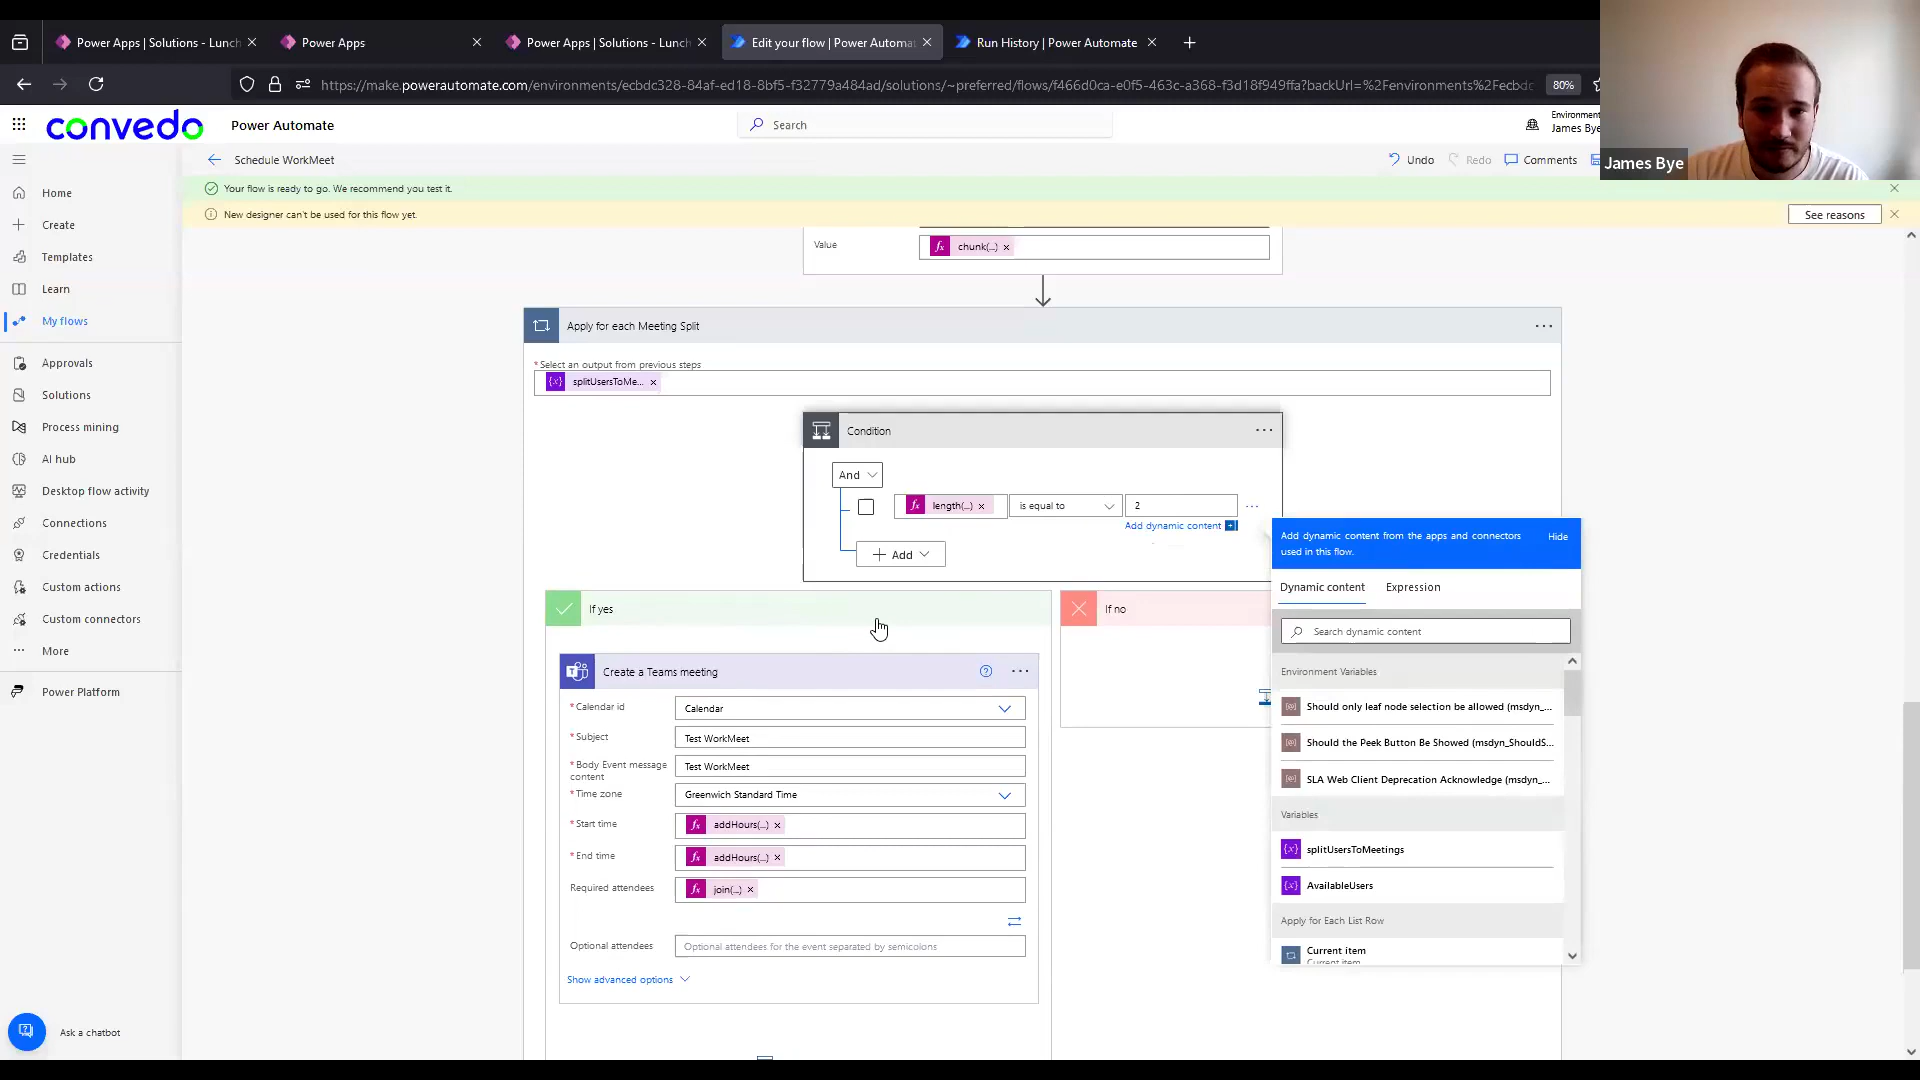 Power Apps | Solutions - Lunch
Power Apps
Power Apps | Solutions - Lunch
Edit your flow | Power Automat
Run History | Power Automate
https://make.powerautomate.com/environments/ecbdc328-84af-ed18-8bf5-f32779a484ad/solutions/~preferred/flows/f466d0ca-e0f5-463c-a368-f3d18f949ffa?backUrl=%2Fenvironments%2Fecbdc
80%
convedo
Power Automate
Search
Environment
James Bye
James Bye
Schedule WorkMeet
Undo
Redo
Comments
Your flow is ready to go. We recommend you test it.
New designer can't be used for this flow yet.
See reasons
Home
Create
Templates
Learn
My flows
Approvals
Solutions
Process mining
AI hub
Desktop flow activity
Connections
Credentials
Custom actions
Custom connectors
More
Power Platform
Ask a chatbot
Value
chunk(...)
Apply for each Meeting Split
* Select an output from previous steps
splitUsersToMe...
Condition
And
length(...)
is equal to
2
Add dynamic content
Add
If yes
If no
Create a Teams meeting
* Calendar id
Calendar
* Subject
Test WorkMeet
* Body Event message
content
Test WorkMeet
* Time zone
Greenwich Standard Time
* Start time
addHours(...)
* End time
addHours(...)
Required attendees
join(...)
Optional attendees
Optional attendees for the event separated by semicolons
Show advanced options
Add dynamic content from the apps and connectors
used in this flow.
Hide
Dynamic content
Expression
Search dynamic content
Environment Variables
Should only leaf node selection be allowed (msdyn_...
Should the Peek Button Be Showed (msdyn_ShouldS...
SLA Web Client Deprecation Acknowledge (msdyn_...
Variables
splitUsersToMeetings
AvailableUsers
Apply for Each List Row
Current item
Current item